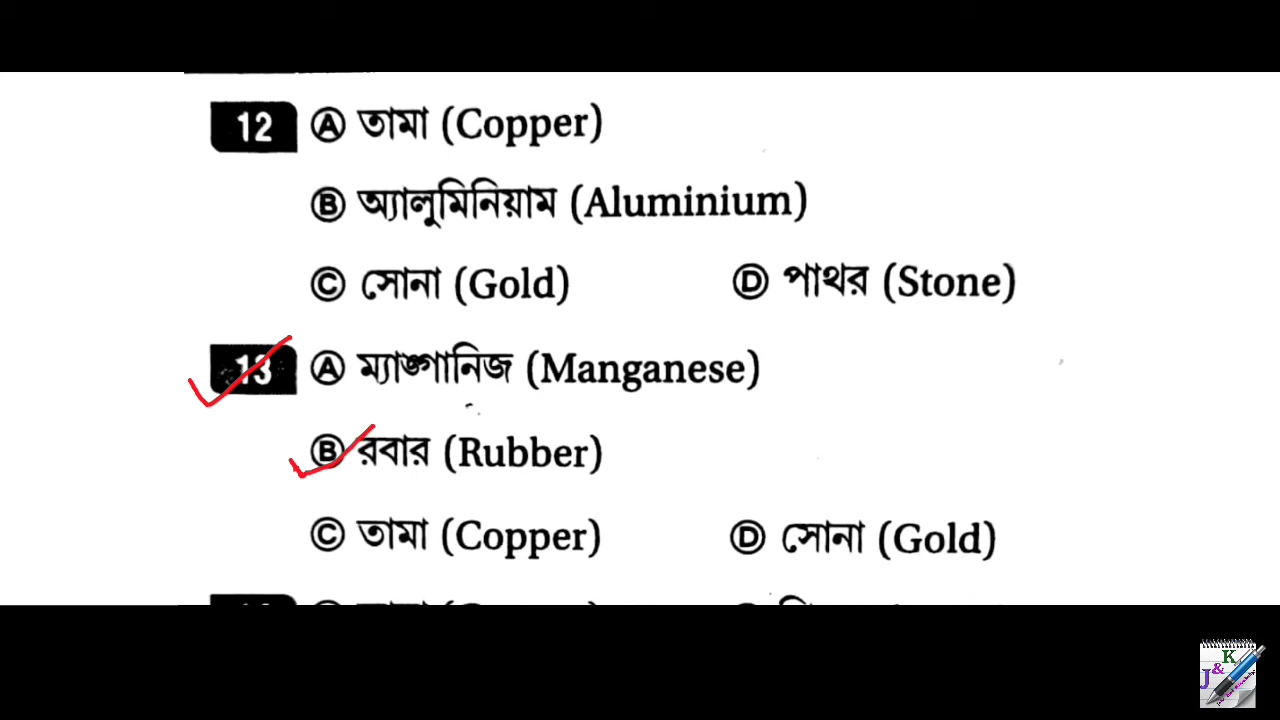 12 Ⓐ তামা (Copper)
Ⓑ অ্যালুমিনিয়াম (Aluminium)
Ⓒ সোনা (Gold) Ⓓ পাথর (Stone)
13 Ⓐ ম্যাঙ্গানিজ (Manganese)
Ⓑ রবার (Rubber)
Ⓒ তামা (Copper) Ⓓ সোনা (Gold)
J&K